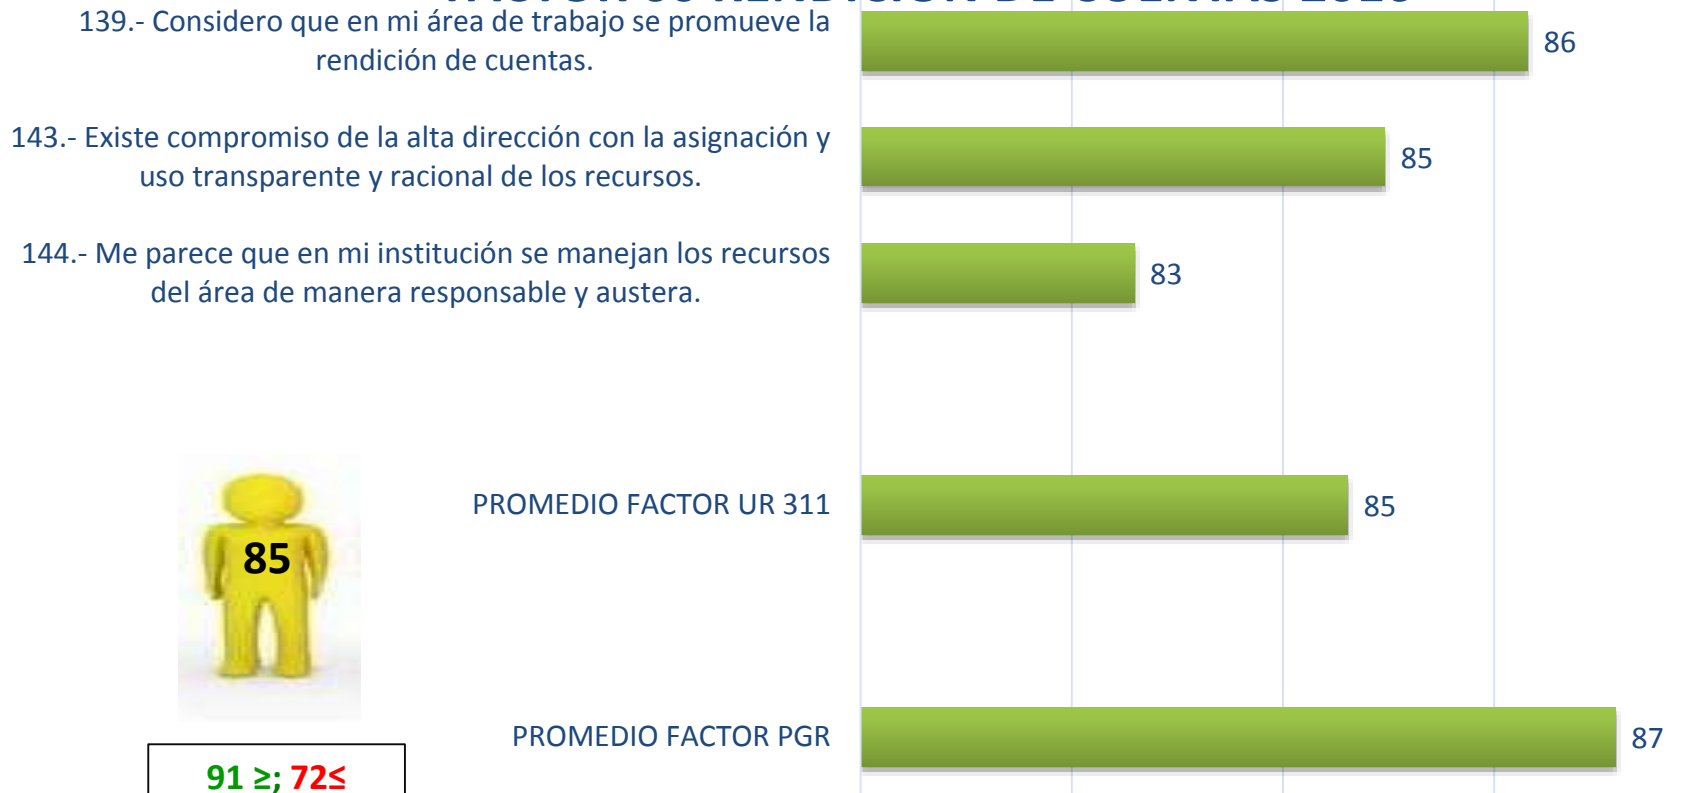 139.- Considero que en mi área de trabajo se promueve la
rendición de cuentas.
86
143.- Existe compromiso de la alta dirección con la asignación y
uso transparente y racional de los recursos.
85
144.- Me parece que en mi institución se manejan los recursos
del área de manera responsable y austera.
83
PROMEDIO FACTOR UR 311
85
85
PROMEDIO FACTOR PGR
87
91 ≥; 72≤